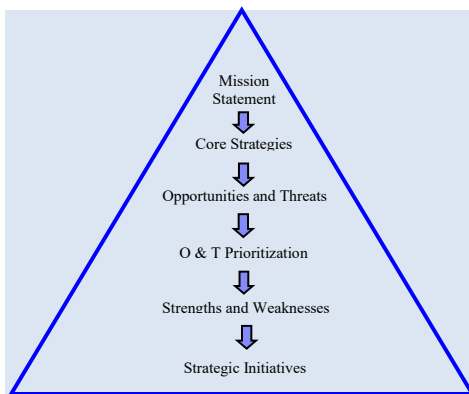 Mission
Statement
Core Strategies
Opportunities and Threats
O & T Prioritization
Strengths and Weaknesses
Strategic Initiatives